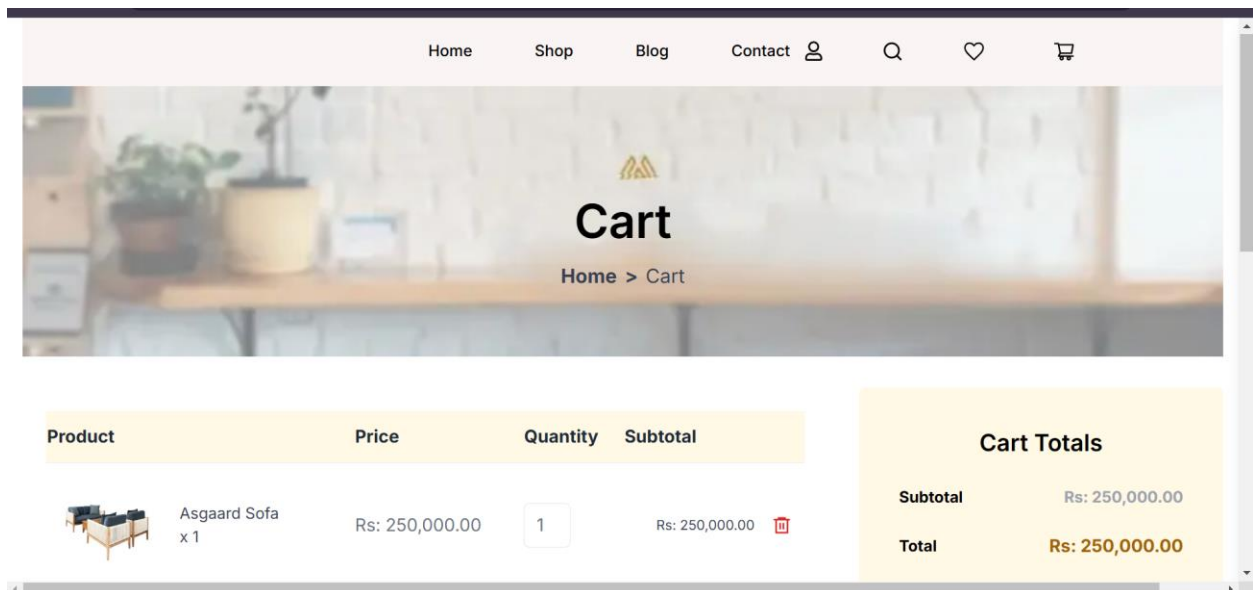 Home Shop Blog Contact
Cart
Home > Cart
Product Price Quantity Subtotal
Asgaard Sofa
x 1
Rs: 250,000.00 1 Rs: 250,000.00
Cart Totals
Subtotal Rs: 250,000.00
Total Rs: 250,000.00